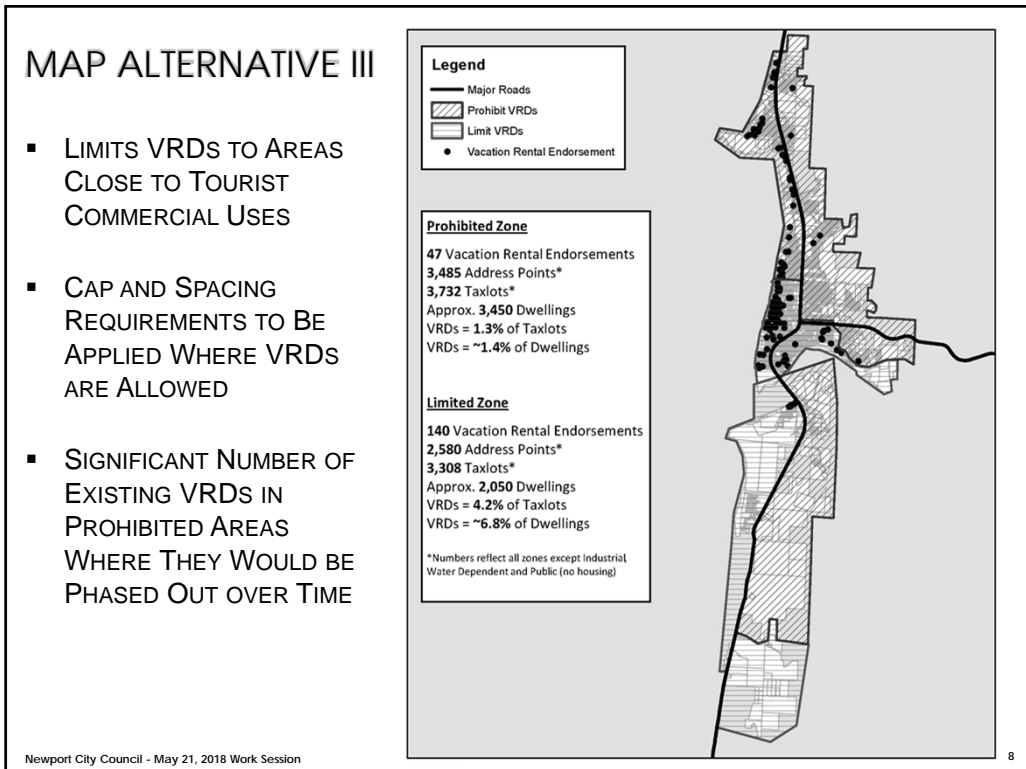 MAP ALTERNATIVE III
▪ LIMITS VRDS TO AREAS
CLOSE TO TOURIST
COMMERCIAL USES
▪ CAP AND SPACING
REQUIREMENTS TO BE
APPLIED WHERE VRDS
ARE ALLOWED
▪ SIGNIFICANT NUMBER OF
EXISTING VRDS IN
PROHIBITED AREAS
WHERE THEY WOULD BE
PHASED OUT OVER TIME
Legend
Major Roads
Prohibit VRDs
Limit VRDs
Vacation Rental Endorsement
Prohibited Zone
47 Vacation Rental Endorsements
3,485 Address Points*
3,732 Taxlots*
Approx. 3,450 Dwellings
VRDs = 1.3% of Taxlots
VRDs = ~1.4% of Dwellings
Limited Zone
140 Vacation Rental Endorsements
2,580 Address Points*
3,308 Taxlots*
Approx. 2,050 Dwellings
VRDs = 4.2% of Taxlots
VRDs = ~6.8% of Dwellings
*Numbers reflect all zones except Industrial,
Water Dependent and Public (no housing)
Newport City Council - May 21, 2018 Work Session
8